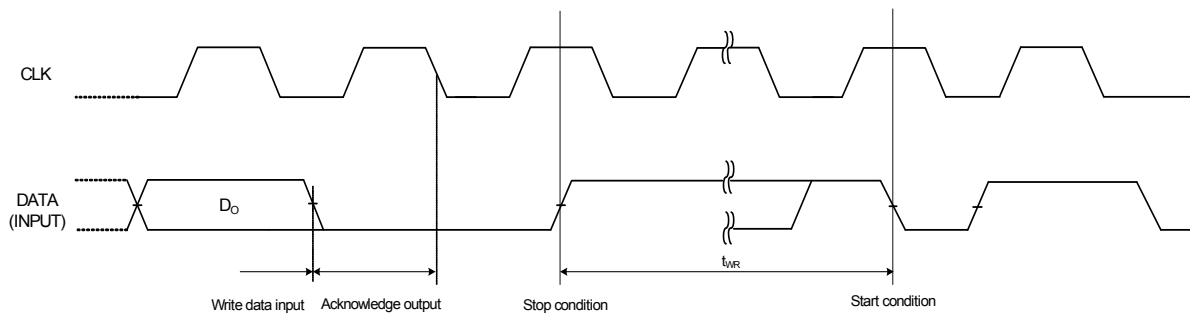 CLK
DATA
(INPUT)
DO
tWR
Write data input
Acknowledge output
Stop condition
Start condition